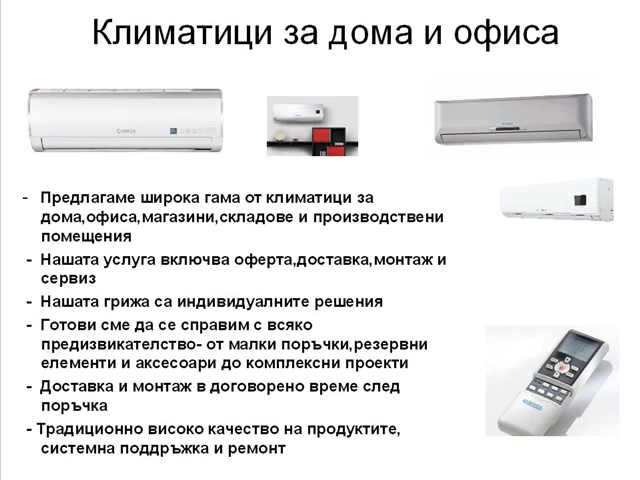 Климатици за дома и офиса
- Предлагаме широка гама от климатици за
дома,офиса,магазини,складове и производствени
помещения
- Нашата услуга включва оферта,доставка,монтаж и
сервиз
- Нашата грижа са индивидуалните решения
- Готови сме да се справим с всяко
предизвикателство- от малки поръчки,резервни
елементи и аксесоари до комплексни проекти
- Доставка и монтаж в договорено време след
поръчка
- Традиционно високо качество на продуктите,
системна поддръжка и ремонт